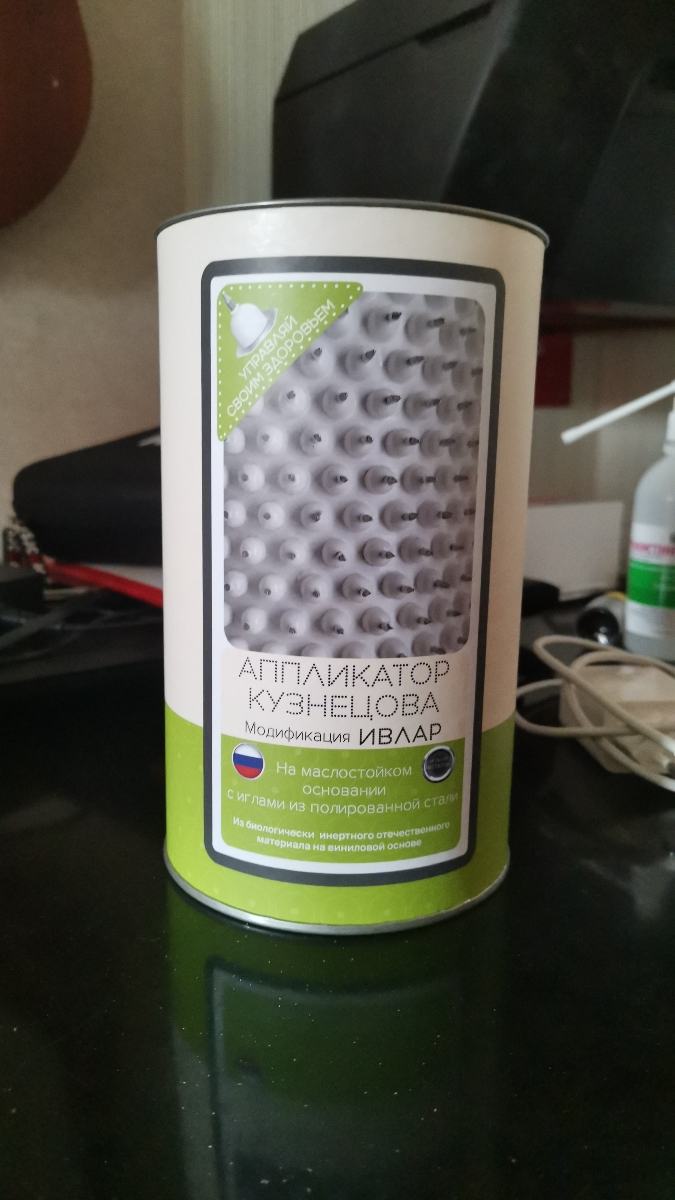 УПРАВЛЯЙ
СВОИМ ЗДОРОВЬЕМ
АППЛИКАТОР
КУЗНЕЦОВА
Модификация ИВЛАР
На маслостойком
основании
с иглами из полированной стали
Из биологически инертного отечественного
материала на виниловой основе